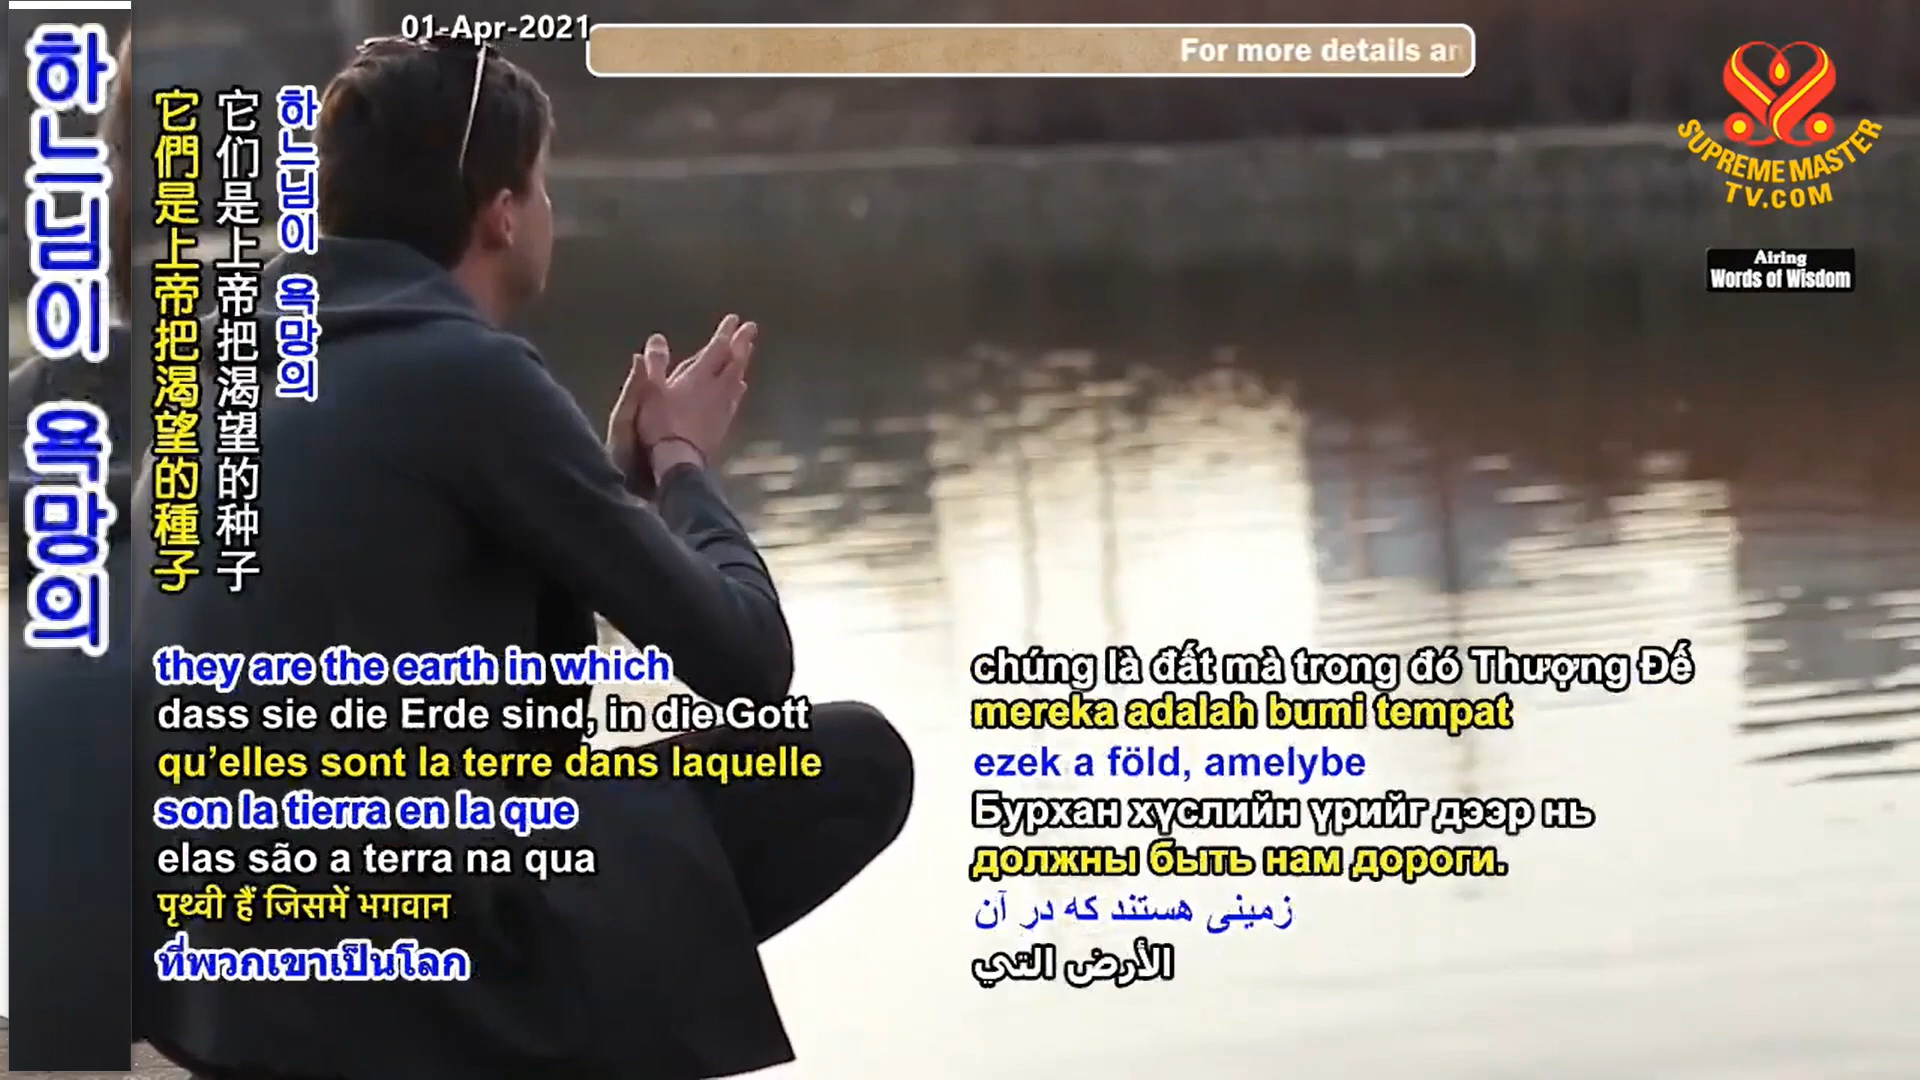 01-Apr-2021
For more details an
SUPREME MASTER
TV.COM
Airing
Words of Wisdom
하느님이 욕망의
它們是上帝把渴望的種子
它们是上帝把渴望的种子
하느님이 욕망의
they are the earth in which
dass sie die Erde sind, in die Gott
qu’elles sont la terre dans laquelle
son la tierra en la que
elas são a terra na qua
पृथ्वी हैं जिसमें भगवान
ที่พวกเขาเป็นโลก
chúng là đất mà trong đó Thượng Đế
mereka adalah bumi tempat
ezek a föld, amelybe
Бурхан хүслийн үрийг дээр нь
должны быть нам дороги.
زمینی هستند که در آن
الأرض التي